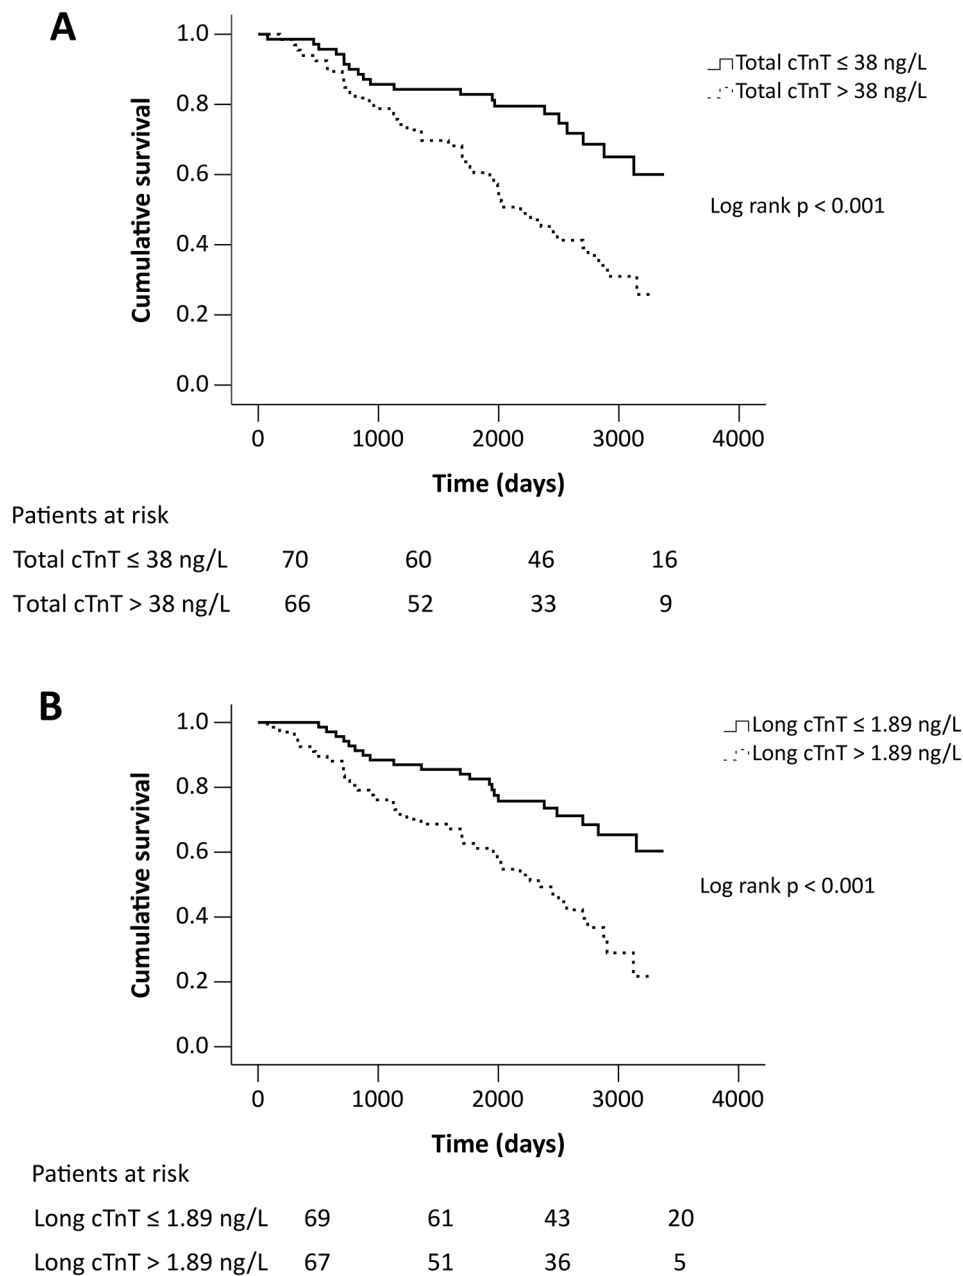 A
1.0
0.8
0.6
0.4
0.2
0.0
Cumulative survival
Total cTnT ≤ 38 ng/L
Total cTnT > 38 ng/L
Log rank p < 0.001
0 1000 2000 3000 4000
Time (days)
Patients at risk
Total cTnT ≤ 38 ng/L 70 60 46 16
Total cTnT > 38 ng/L 66 52 33 9
B
1.0
0.8
0.6
0.4
0.2
0.0
Cumulative survival
Long cTnT ≤ 1.89 ng/L
Long cTnT > 1.89 ng/L
Log rank p < 0.001
0 1000 2000 3000 4000
Time (days)
Patients at risk
Long cTnT ≤ 1.89 ng/L 69 61 43 20
Long cTnT > 1.89 ng/L 67 51 36 5